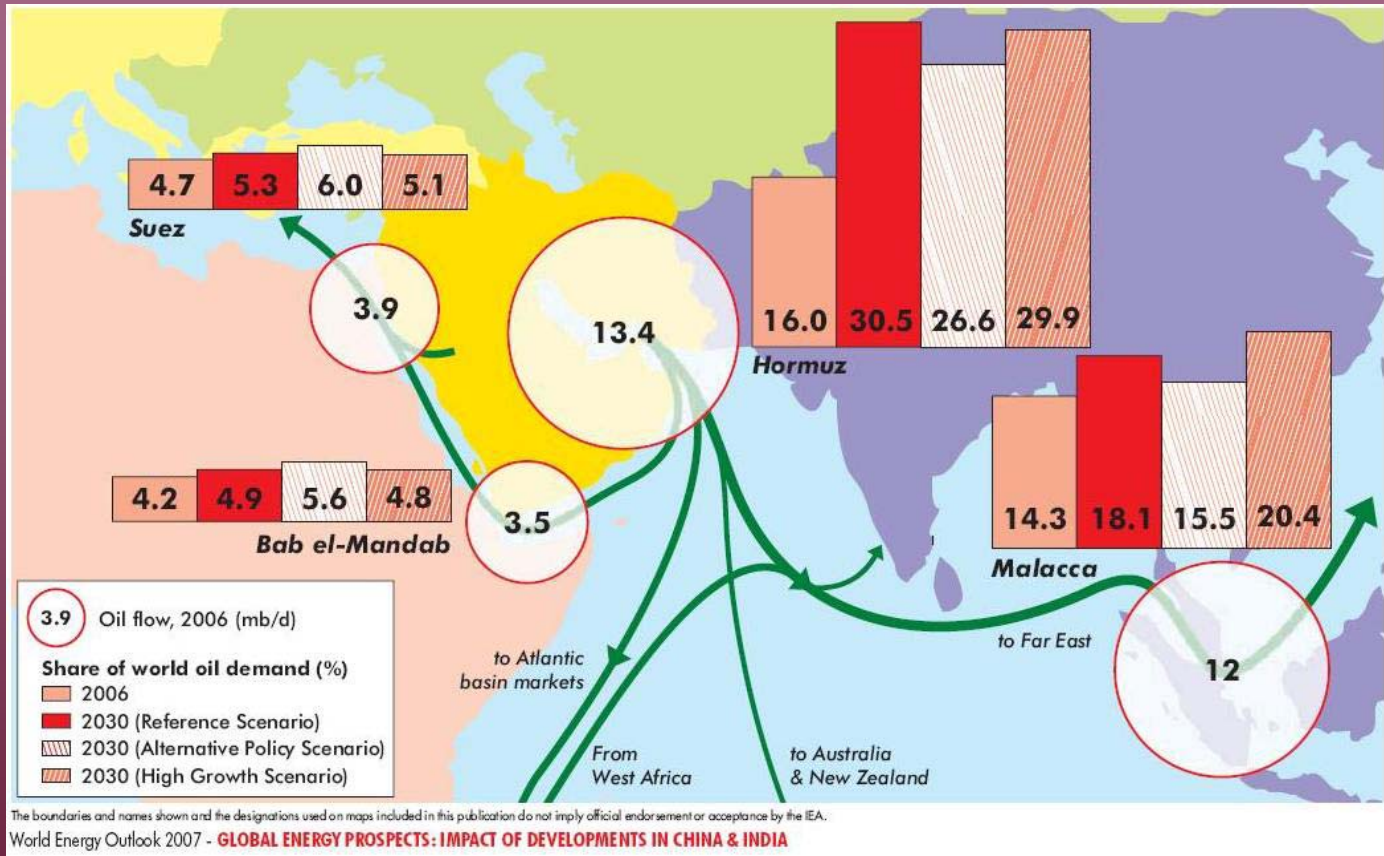 4.7 5.3 6.0 5.1
Suez
3.9
13.4
16.0 30.5 26.6 29.9
Hormuz
4.2 4.9 5.6 4.8
Bab el-Mandab
3.5
14.3 18.1 15.5 20.4
Malacca
12
to Far East
to Atlantic
basin markets
From
West Africa
to Australia
& New Zealand
3.9 Oil flow, 2006 (mb/d)
Share of world oil demand (%)
2006
2030 (Reference Scenario)
2030 (Alternative Policy Scenario)
2030 (High Growth Scenario)
The boundaries and names shown and the designations used on maps included in this publication do not imply official endorsement or acceptance by the IEA.
World Energy Outlook 2007 - GLOBAL ENERGY PROSPECTS: IMPACT OF DEVELOPMENTS IN CHINA & INDIA